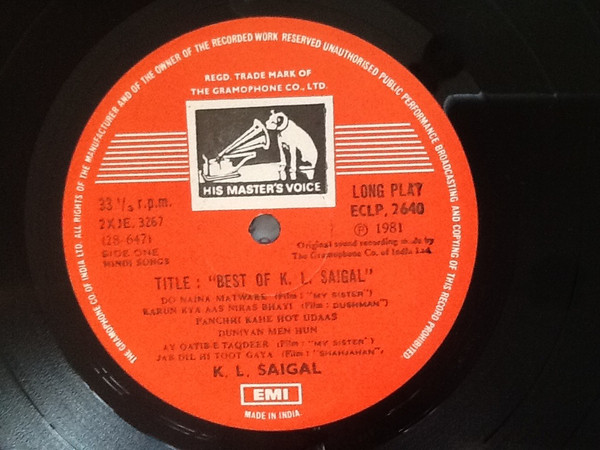 THE GRAMOPHONE CO. OF INDIA LTD. ALL RIGHTS OF THE MANUFACTURER AND OF THE OWNER OF THE RECORDED WORK RESERVED UNAUTHORISED PUBLIC PERFORMANCE BROADCASTING AND COPYING OF THIS RECORD PROHIBITED.
REGD. TRADE MARK OF
THE GRAMOPHONE CO., LTD.
HIS MASTER'S VOICE
33 1/3 r.p.m.
2XJE. 3267
(28-647)
SIDE ONE
HINDI SONGS
LONG PLAY
ECLP. 2640
Ⓟ 1981
Original sound recording made by
The Gramophone Co. of India Ltd.
TITLE : "BEST OF K. L. SAIGAL"
DO NAINA MATWARE (Film : "MY SISTER")
KARUN KYA AAS NIRAS BHAYI (Film : DUSHMAN)
PANCHHI KAHE HOT UDAAS
DUNIYAN MEN HUN
AY QATIB-E TAQDEER (Film : "MY SISTER")
JAB DIL HI TOOT GAYA (Film : "SHAHJAHAN")
K. L. SAIGAL
EMI
MADE IN INDIA.